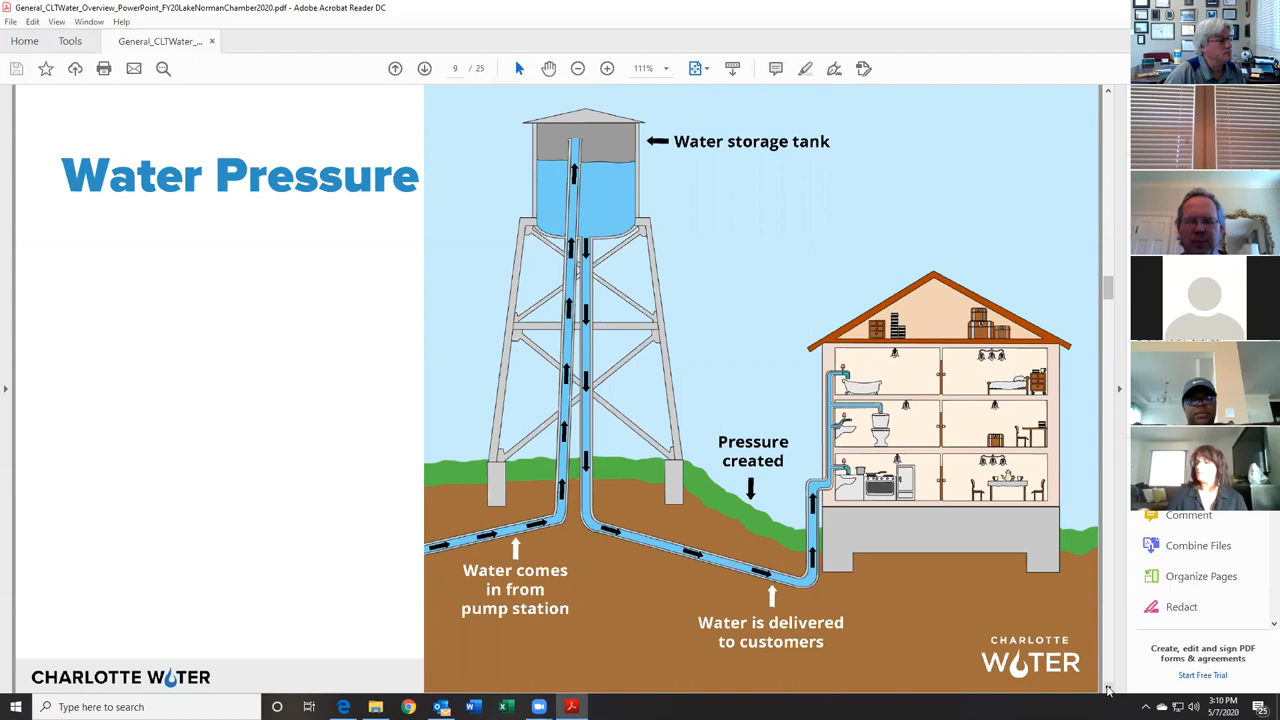 General_CLTWater_Overview_PowerPoint_FY20LakeNormanChamber2020.pdf - Adobe Acrobat Reader DC
File Edit View Window Help
Home Tools General_CLTWater_... ×
111%
Water Pressure
Water storage tank
Pressure
created
Water comes
in from
pump station
Water is delivered
to customers
CHARLOTTE
WATER
CHARLOTTE WATER
Comment
Combine Files
Organize Pages
Redact
Create, edit and sign PDF
forms & agreements
Start Free Trial
Type here to search
3:10 PM
5/7/2020
25